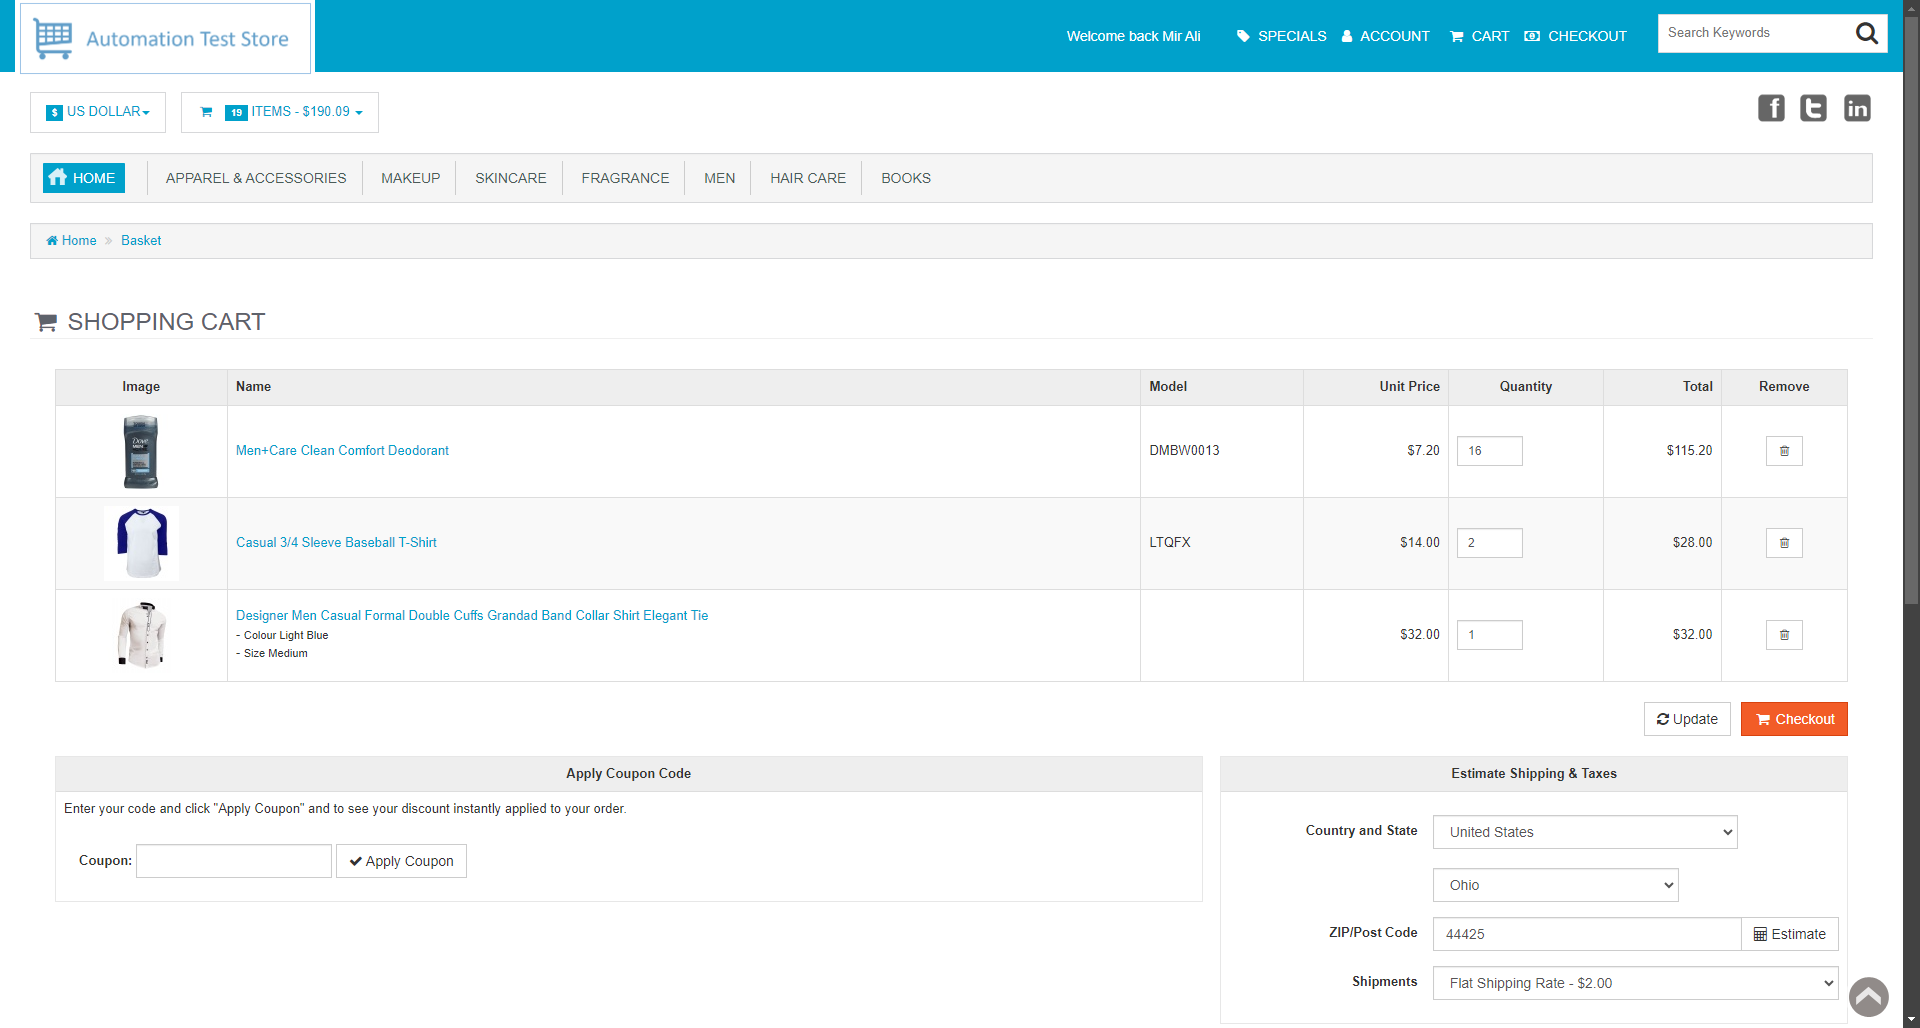 Automation Test Store
Welcome back Mir Ali
SPECIALS
ACCOUNT
CART
CHECKOUT
Search Keywords
$ US DOLLAR
19 ITEMS - $190.09
HOME
APPAREL & ACCESSORIES
MAKEUP
SKINCARE
FRAGRANCE
MEN
HAIR CARE
BOOKS
Home » Basket
SHOPPING CART
Image Name Model Unit Price Quantity Total Remove
Dove
MEN
Men+Care Clean Comfort Deodorant DMBW0013 $7.20 16 $115.20
Casual 3/4 Sleeve Baseball T-Shirt LTQFX $14.00 2 $28.00
Designer Men Casual Formal Double Cuffs Grandad Band Collar Shirt Elegant Tie
- Colour Light Blue
- Size Medium
$32.00 1 $32.00
Update
Checkout
Apply Coupon Code
Enter your code and click "Apply Coupon" and to see your discount instantly applied to your order.
Coupon:
Apply Coupon
Estimate Shipping & Taxes
Country and State United States
Ohio
ZIP/Post Code 44425 Estimate
Shipments Flat Shipping Rate - $2.00